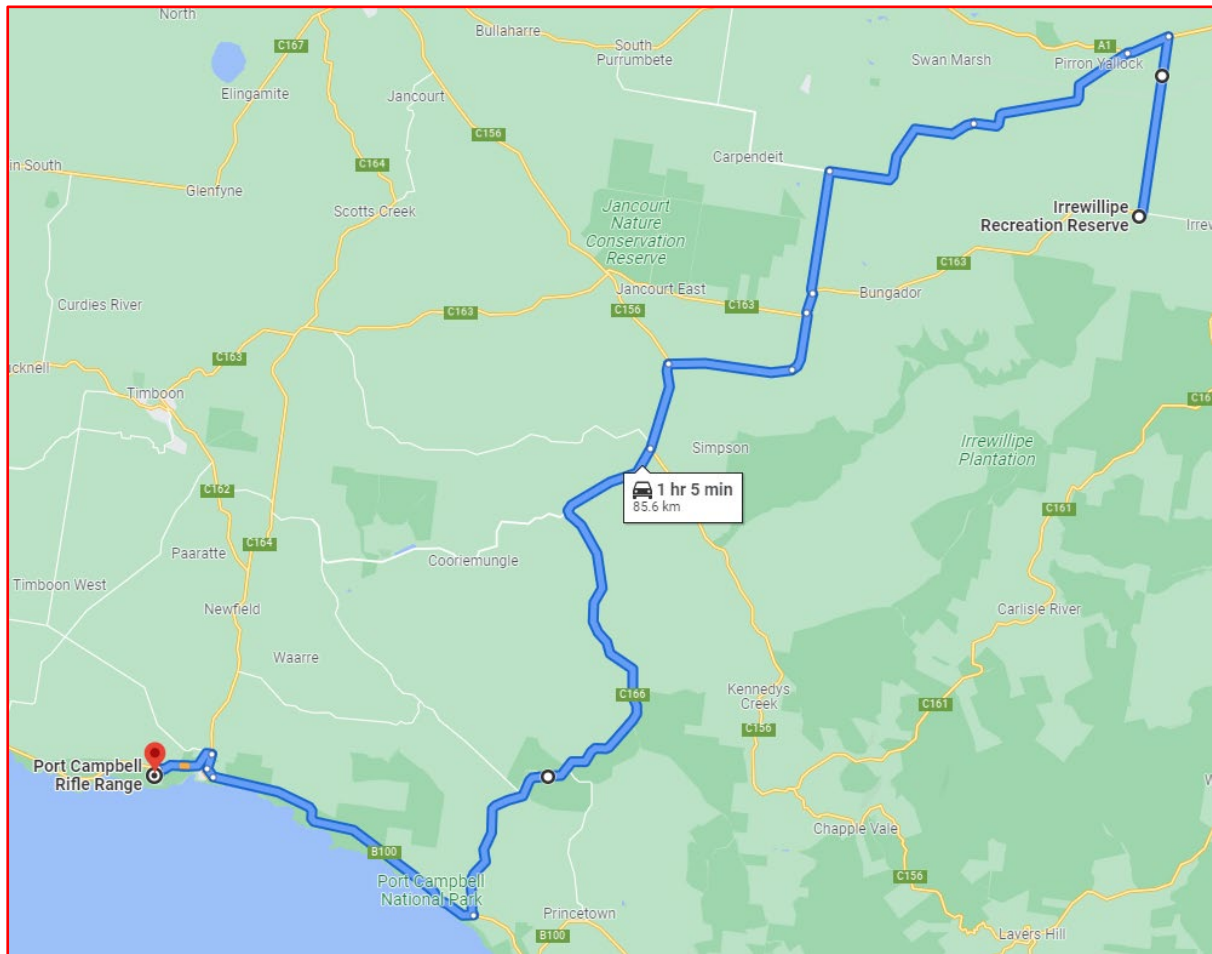 North
Bullaharre
C167
South
Purrumbete
Swan Marsh
A1
Pirron Yallock
Elingamite
Jancourt
C156
C164
Carpendeit
in South
Glenfyne
Scotts Creek
Jancourt
Nature
Conservation
Reserve
Irrewillipe
Recreation Reserve
Irrew
C163
Curdies River
Jancourt East
C163
Bungador
C163
C156
C163
cknell
Timboon
C161
Simpson
Irrewillipe
Plantation
1 hr 5 min
85.6 km
C162
C161
C164
Paaratte
Cooriemungle
Timboon West
Newfield
Carlisle River
Waarre
C166
Kennedys
Creek
C161
C156
Port Campbell
Rifle Range
Chapple Vale
B100
Port Campbell
National Park
C156
Princetown
B100
Lavers Hill